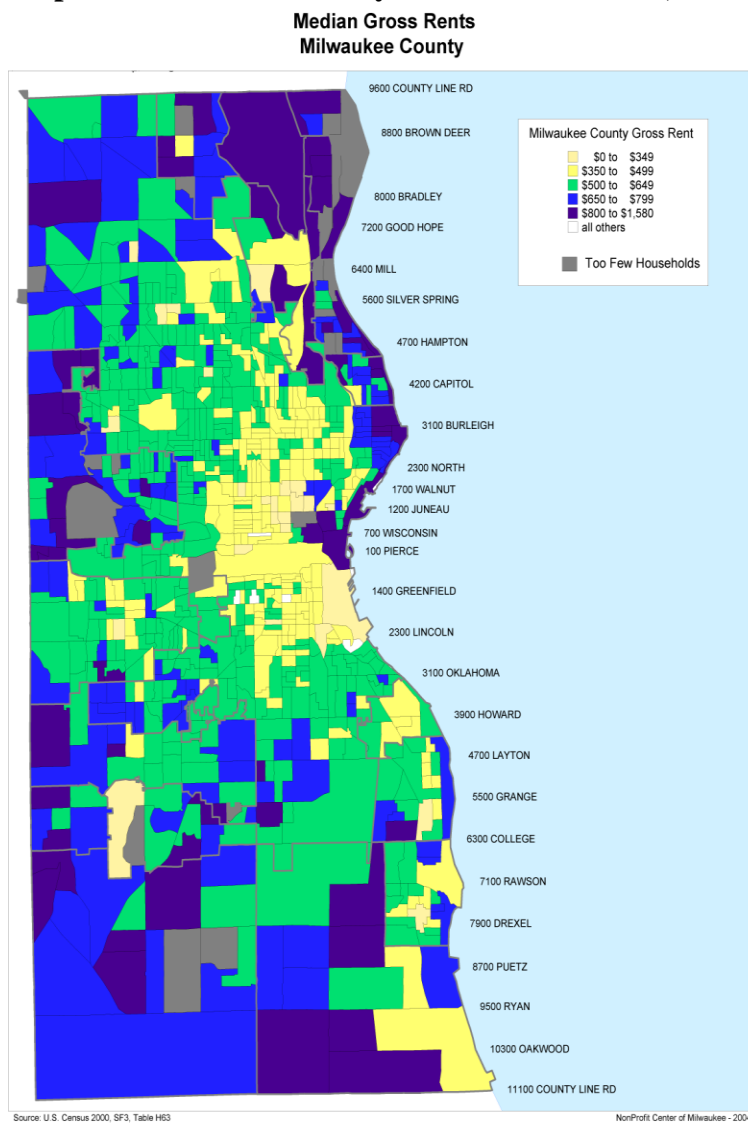 Median Gross Rents
Milwaukee County
9600 COUNTY LINE RD
8800 BROWN DEER
8000 BRADLEY
7200 GOOD HOPE
6400 MILL
5600 SILVER SPRING
4700 HAMPTON
4200 CAPITOL
3100 BURLEIGH
2300 NORTH
1700 WALNUT
1200 JUNEAU
700 WISCONSIN
100 PIERCE
1400 GREENFIELD
2300 LINCOLN
3100 OKLAHOMA
3900 HOWARD
4700 LAYTON
5500 GRANGE
6300 COLLEGE
7100 RAWSON
7900 DREXEL
8700 PUETZ
9500 RYAN
10300 OAKWOOD
11100 COUNTY LINE RD
Milwaukee County Gross Rent
$0 to $349
$350 to $499
$500 to $649
$650 to $799
$800 to $1,580
all others
Too Few Households
Source: U.S. Census 2000, SF3, Table H63
NonProfit Center of Milwaukee - 2004